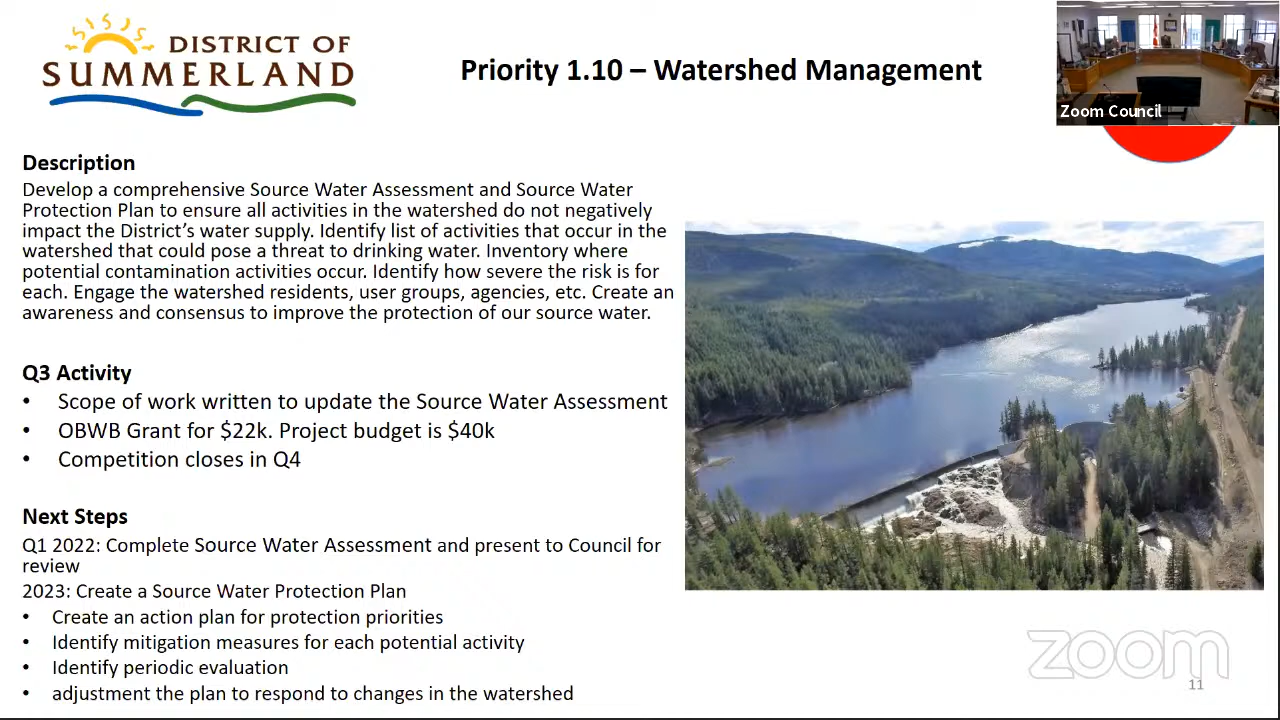 DISTRICT OF
SUMMERLAND
Priority 1.10 – Watershed Management
Zoom Council
Description
Develop a comprehensive Source Water Assessment and Source Water
Protection Plan to ensure all activities in the watershed do not negatively
impact the District’s water supply. Identify list of activities that occur in the
watershed that could pose a threat to drinking water. Inventory where
potential contamination activities occur. Identify how severe the risk is for
each. Engage the watershed residents, user groups, agencies, etc. Create an
awareness and consensus to improve the protection of our source water.
Q3 Activity
• Scope of work written to update the Source Water Assessment
• OBWB Grant for $22k. Project budget is $40k
• Competition closes in Q4
Next Steps
Q1 2022: Complete Source Water Assessment and present to Council for
review
2023: Create a Source Water Protection Plan
• Create an action plan for protection priorities
• Identify mitigation measures for each potential activity
• Identify periodic evaluation
• adjustment the plan to respond to changes in the watershed
zoom
11